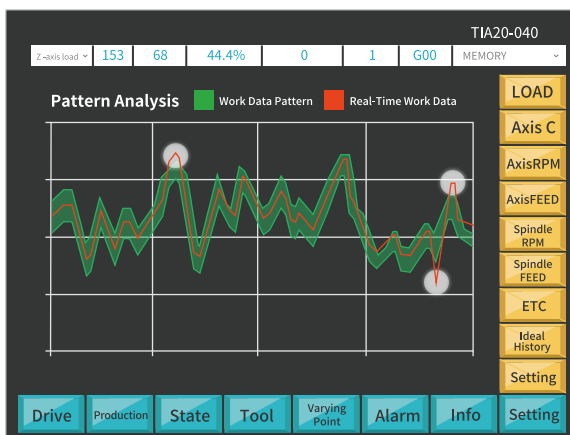 TIA20-040
Z-axis load 153 68 44.4% 0 1 G00 MEMORY
Pattern Analysis Work Data Pattern Real-Time Work Data
LOAD
Axis C
AxisRPM
AxisFEED
Spindle
RPM
Spindle
FEED
ETC
Ideal
History
Setting
Drive Production State Tool Varying
Point Alarm Info Setting